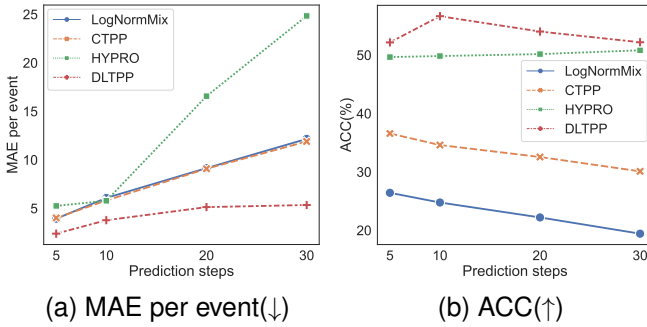 25
20
15
10
5
MAE per event
LogNormMix
CTPP
HYPRO
DLTPP
5
10
20
30
Prediction steps
(a) MAE per event(↓)
50
40
30
20
ACC(%)
LogNormMix
CTPP
HYPRO
DLTPP
5
10
20
30
Prediction steps
(b) ACC(↑)